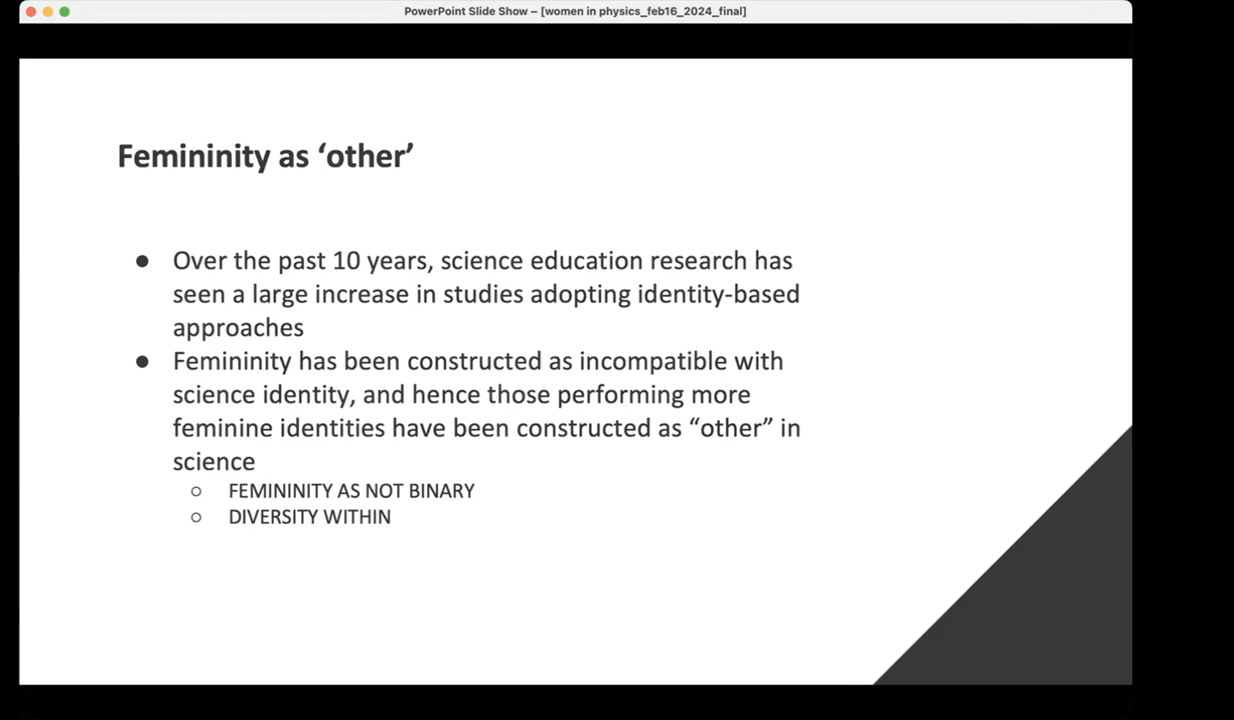 PowerPoint Slide Show – [women in physics_feb16_2024_final]
Femininity as ‘other’
● Over the past 10 years, science education research has
seen a large increase in studies adopting identity-based
approaches
● Femininity has been constructed as incompatible with
science identity, and hence those performing more
feminine identities have been constructed as “other” in
science
○ FEMININITY AS NOT BINARY
○ DIVERSITY WITHIN